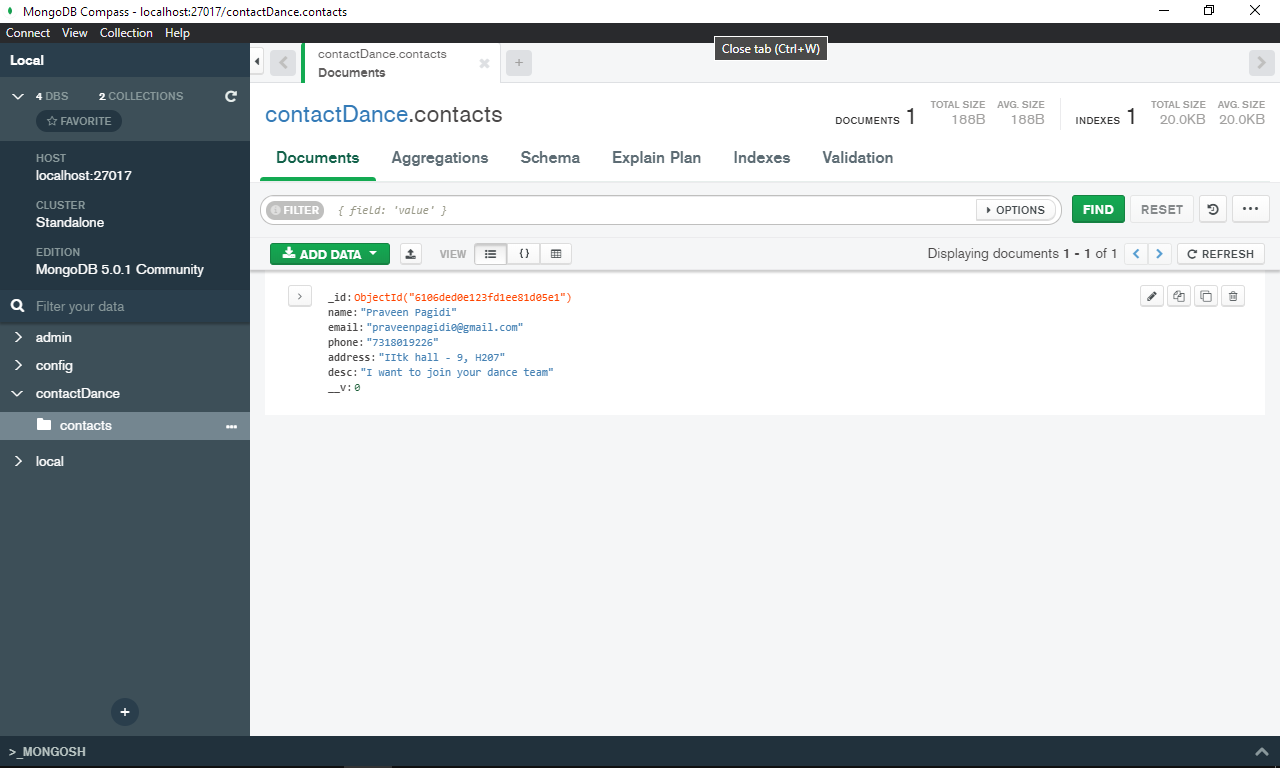 MongoDB Compass - localhost:27017/contactDance.contacts
Connect View Collection Help
Close tab (Ctrl+W)
Local
4 DBS 2 COLLECTIONS
FAVORITE
HOST
localhost:27017
CLUSTER
Standalone
EDITION
MongoDB 5.0.1 Community
Filter your data
admin
config
contactDance
contacts
local
>_MONGOSH
contactDance.contacts
Documents
contactDance.contacts
DOCUMENTS 1 TOTAL SIZE 188B AVG. SIZE 188B
INDEXES 1 TOTAL SIZE 20.0KB AVG. SIZE 20.0KB
Documents Aggregations Schema Explain Plan Indexes Validation
FILTER { field: 'value' } OPTIONS FIND RESET
ADD DATA VIEW {} Displaying documents 1 - 1 of 1 REFRESH
_id:ObjectId("6106ded0e123fd1ee81d05e1")
name:"Praveen Pagidi"
email:"praveenpagidi0@gmail.com"
phone:"7318019226"
address:"IItk hall - 9, H207"
desc:"I want to join your dance team"
__v:0